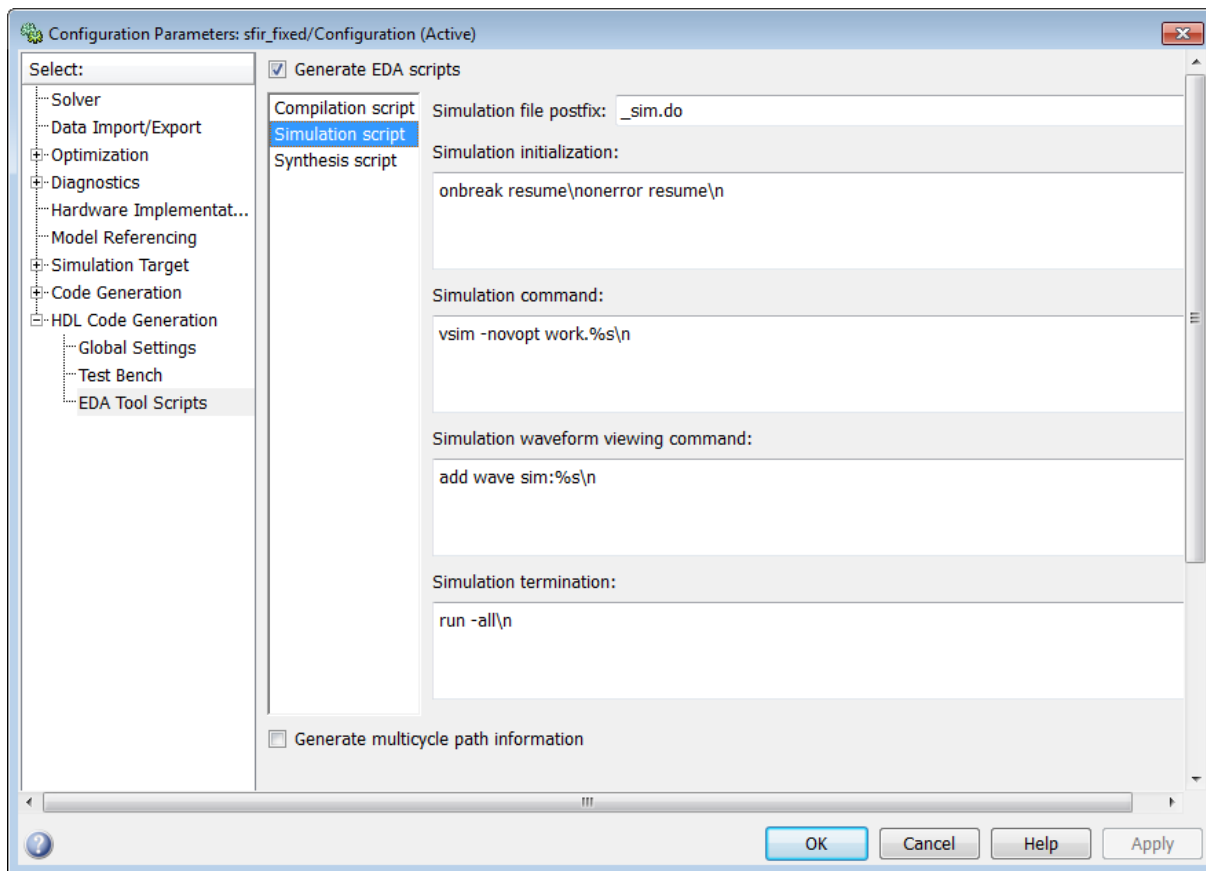 Configuration Parameters: sfir_fixed/Configuration (Active)
Select:
Solver
Data Import/Export
Optimization
Diagnostics
Hardware Implementat...
Model Referencing
Simulation Target
Code Generation
HDL Code Generation
Global Settings
Test Bench
EDA Tool Scripts
Generate EDA scripts
Compilation script
Simulation script
Synthesis script
Simulation file postfix: _sim.do
Simulation initialization:
onbreak resume\nonerror resume\n
Simulation command:
vsim -novopt work.%s\n
Simulation waveform viewing command:
add wave sim:%s\n
Simulation termination:
run -all\n
Generate multicycle path information
OK Cancel Help Apply